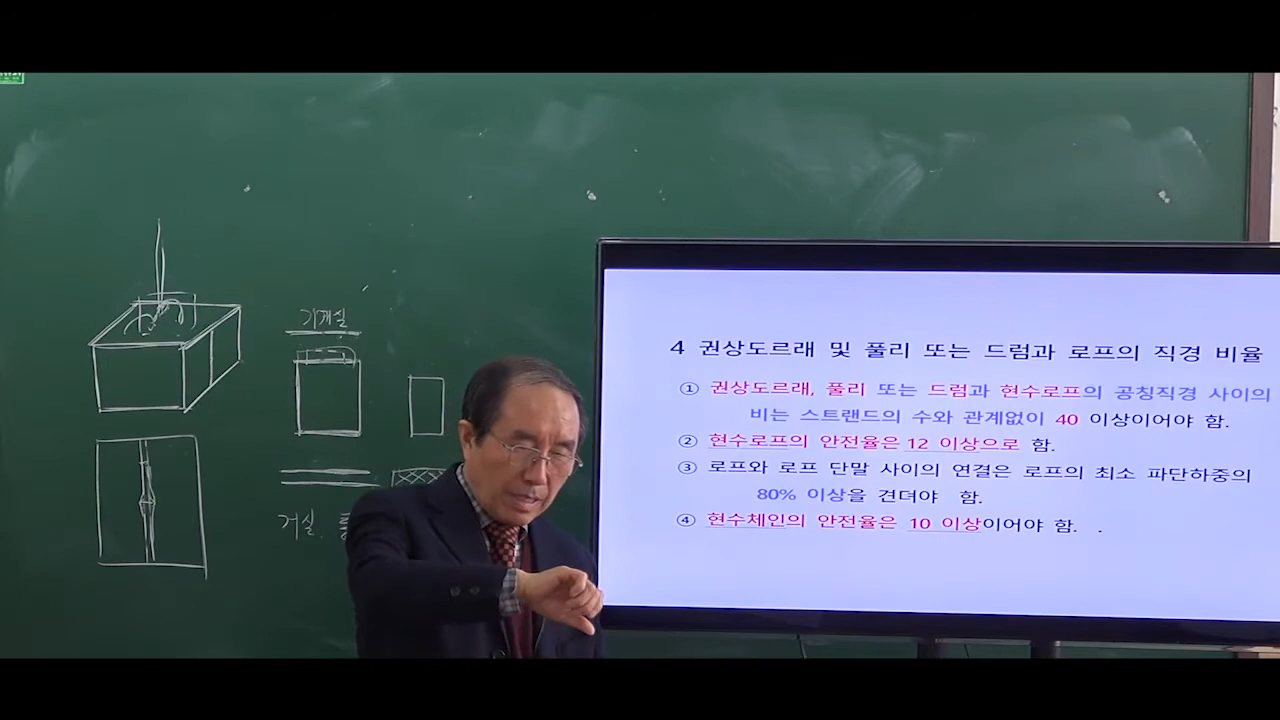 기계실
거실
4 권상도르래 및 풀리 또는 드럼과 로프의 직경 비율
① 권상도르래, 풀리 또는 드럼과 현수로프의 공칭직경 사이의
비는 스트랜드의 수와 관계없이 40 이상이어야 함.
② 현수로프의 안전율은 12 이상으로 함.
③ 로프와 로프 단말 사이의 연결은 로프의 최소 파단하중의
80% 이상을 견뎌야 함.
④ 현수체인의 안전율은 10 이상이어야 함. .